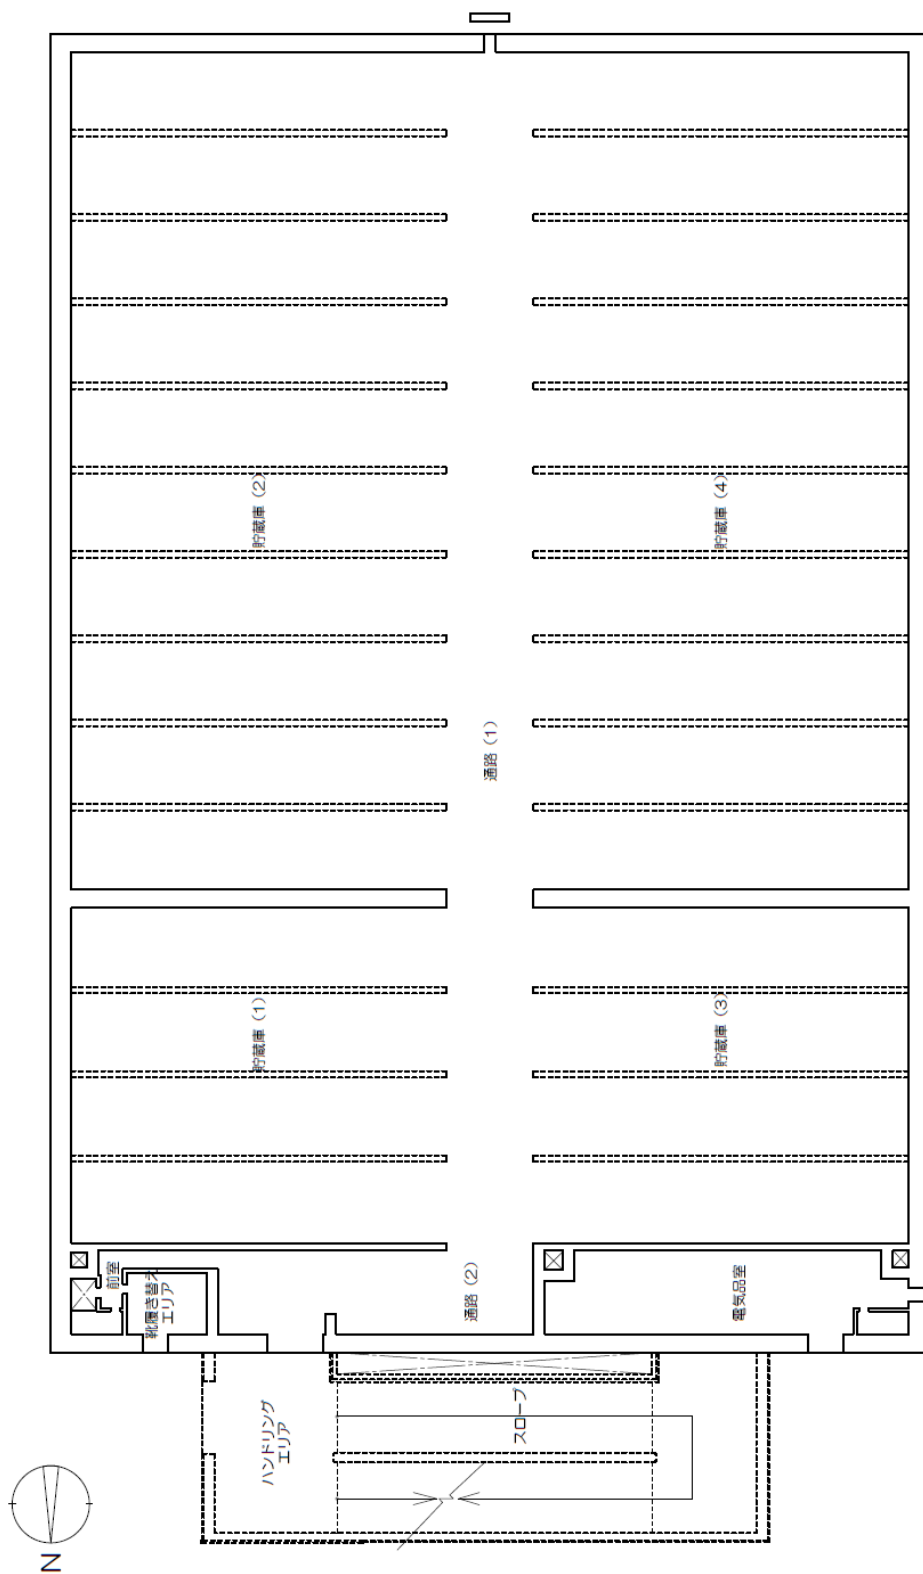 貯蔵庫（2）
貯蔵庫（4）
通路（1）
貯蔵庫（1）
貯蔵庫（3）
前室
靴履き替え
エリア
通路（2）
電気品室
ハンドリング
エリア
スロープ
N